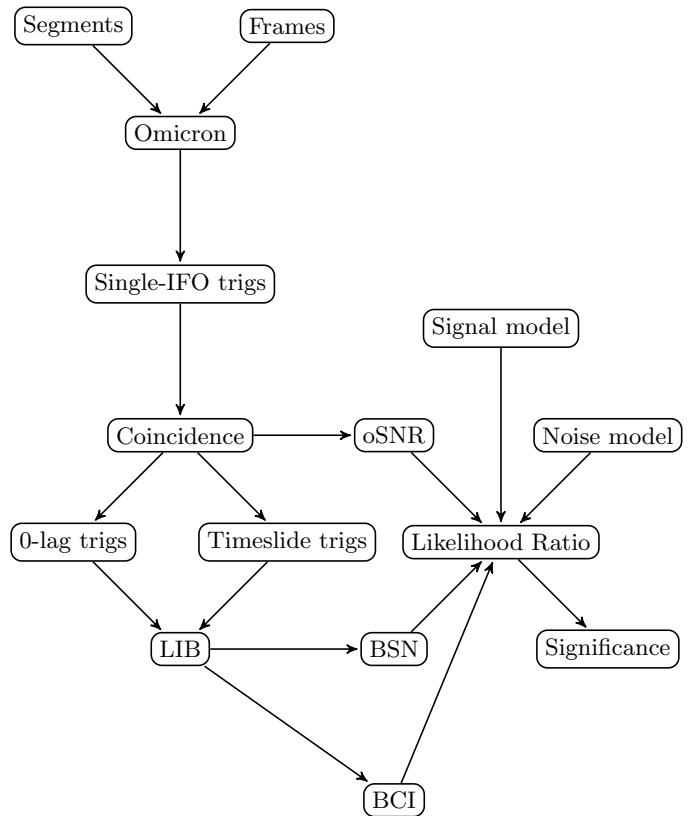 Segments
Frames
Omicron
Single-IFO trigs
Signal model
Coincidence
oSNR
Noise model
0-lag trigs
Timeslide trigs
Likelihood Ratio
LIB
BSN
Significance
BCI